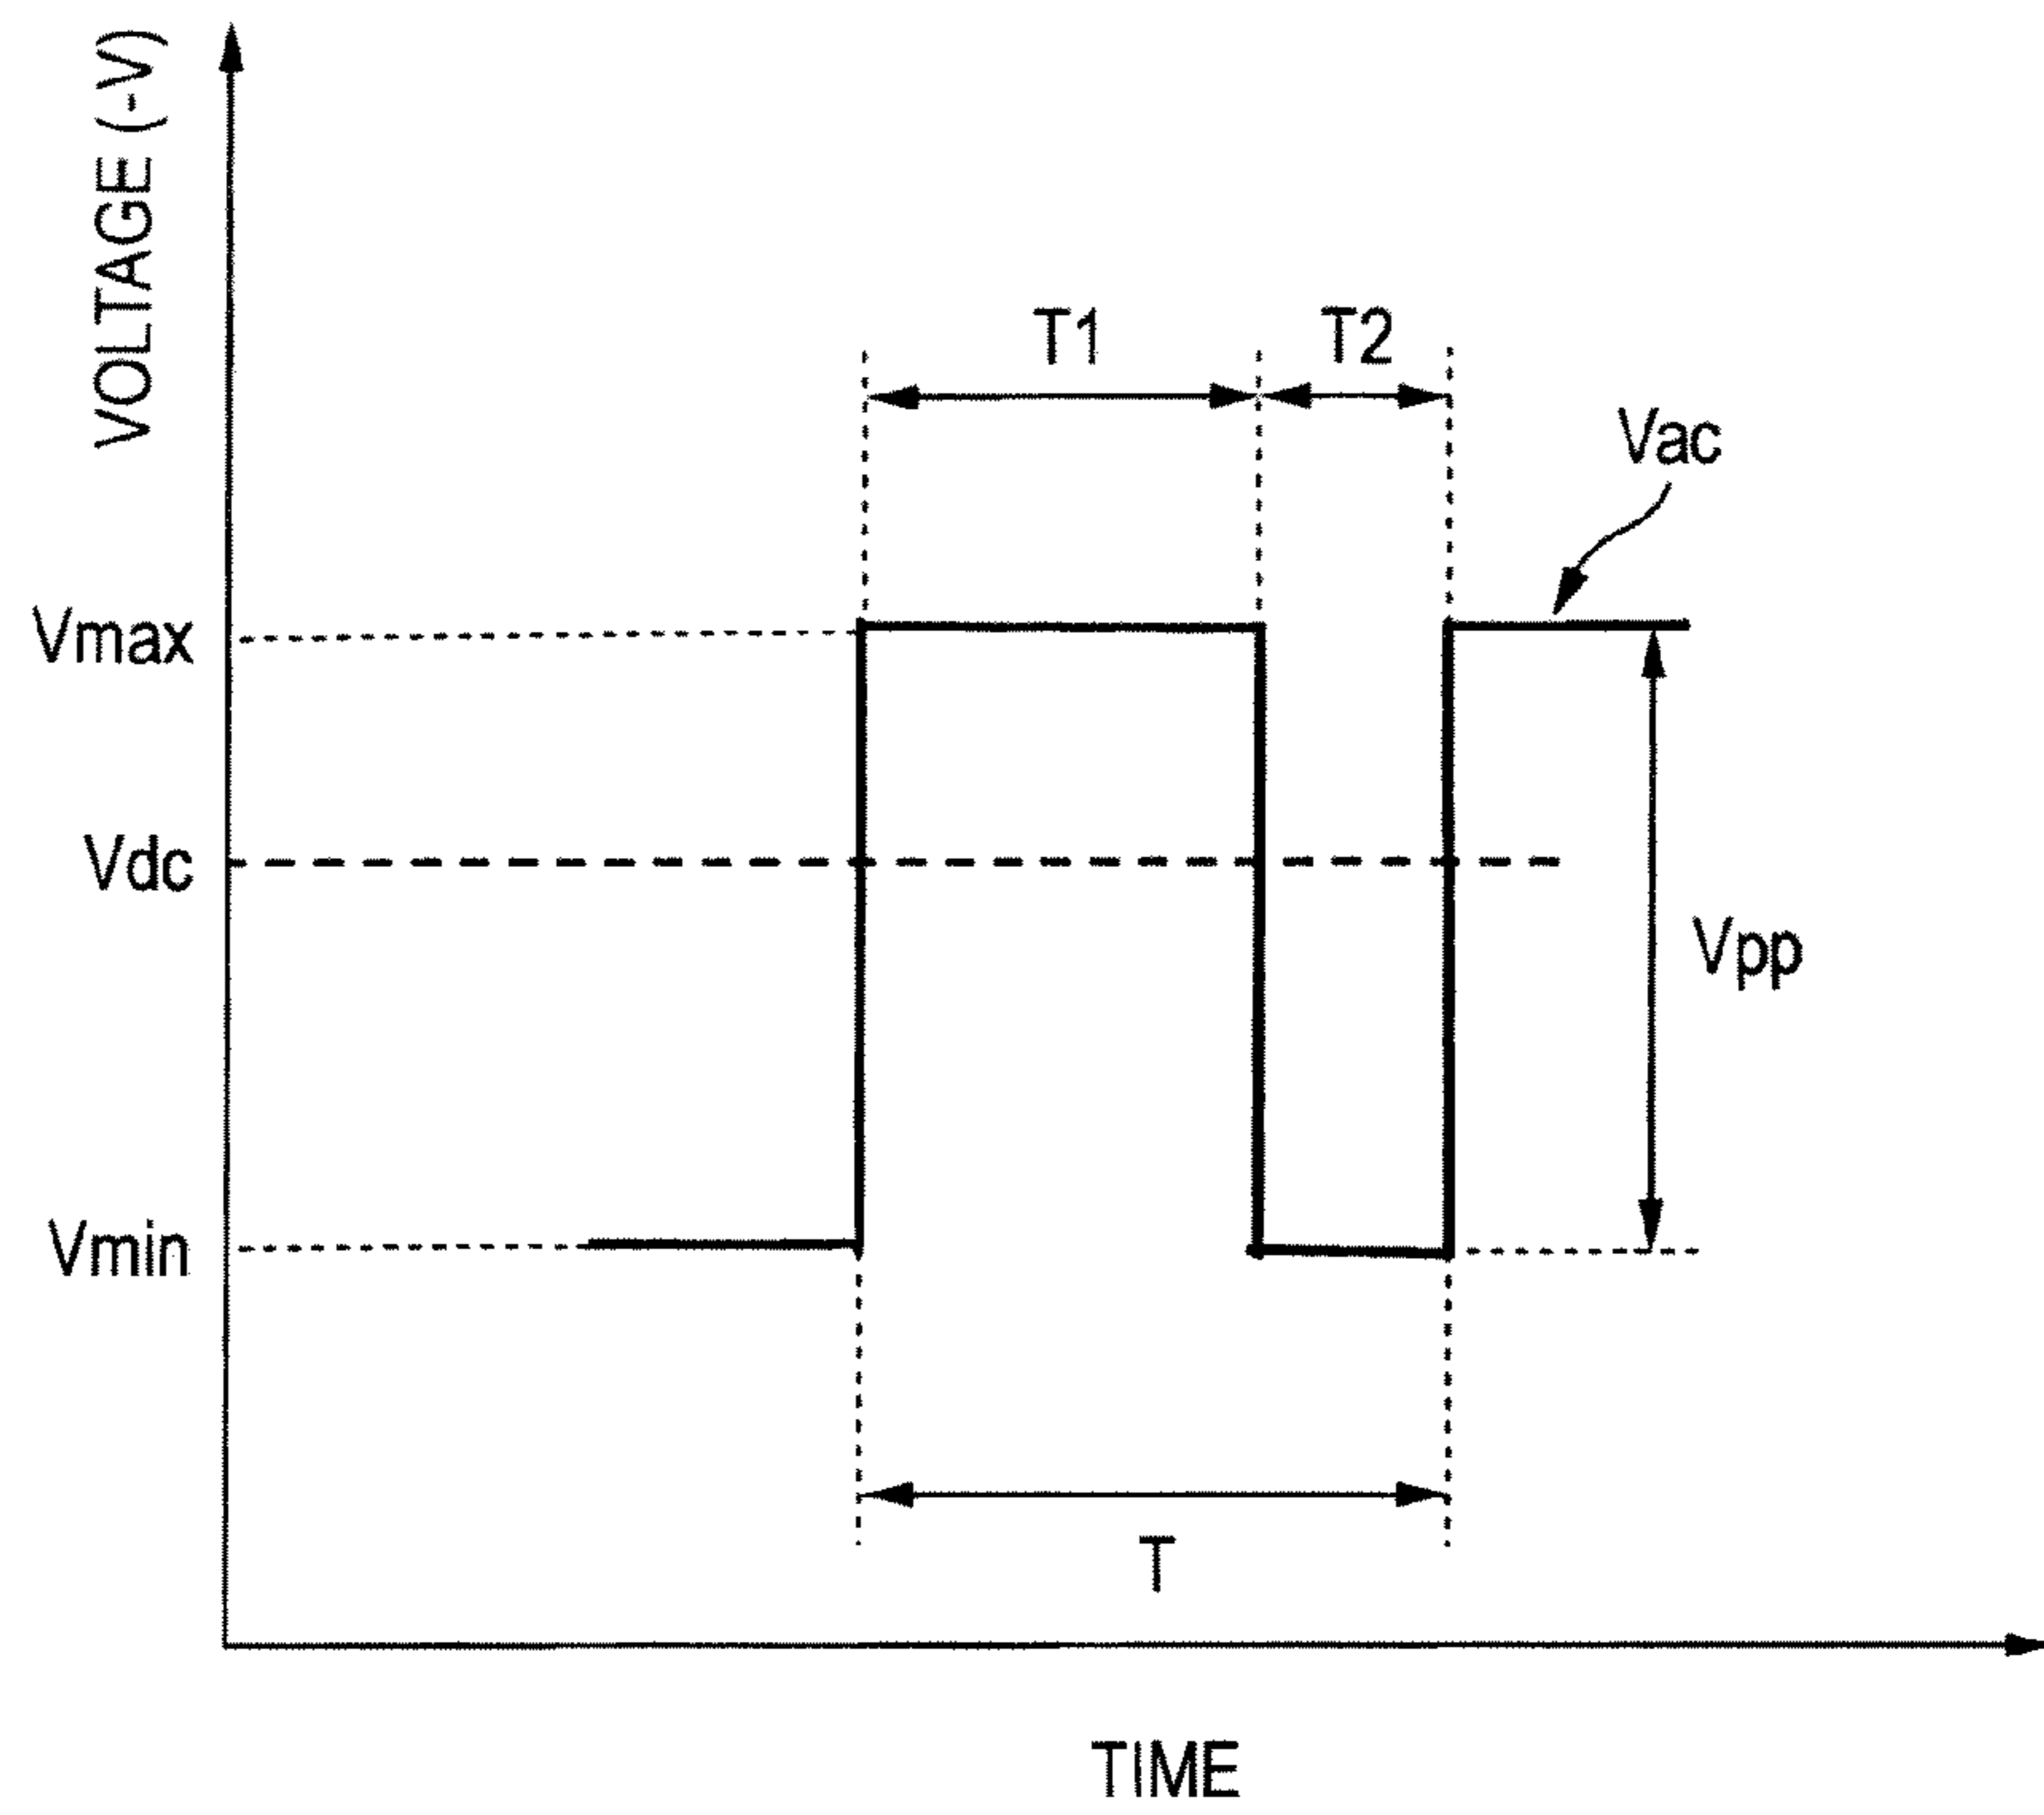 VOLTAGE (-V)
T1
T2
Vac
Vmax
Vdc
Vpp
Vmin
T
TIME